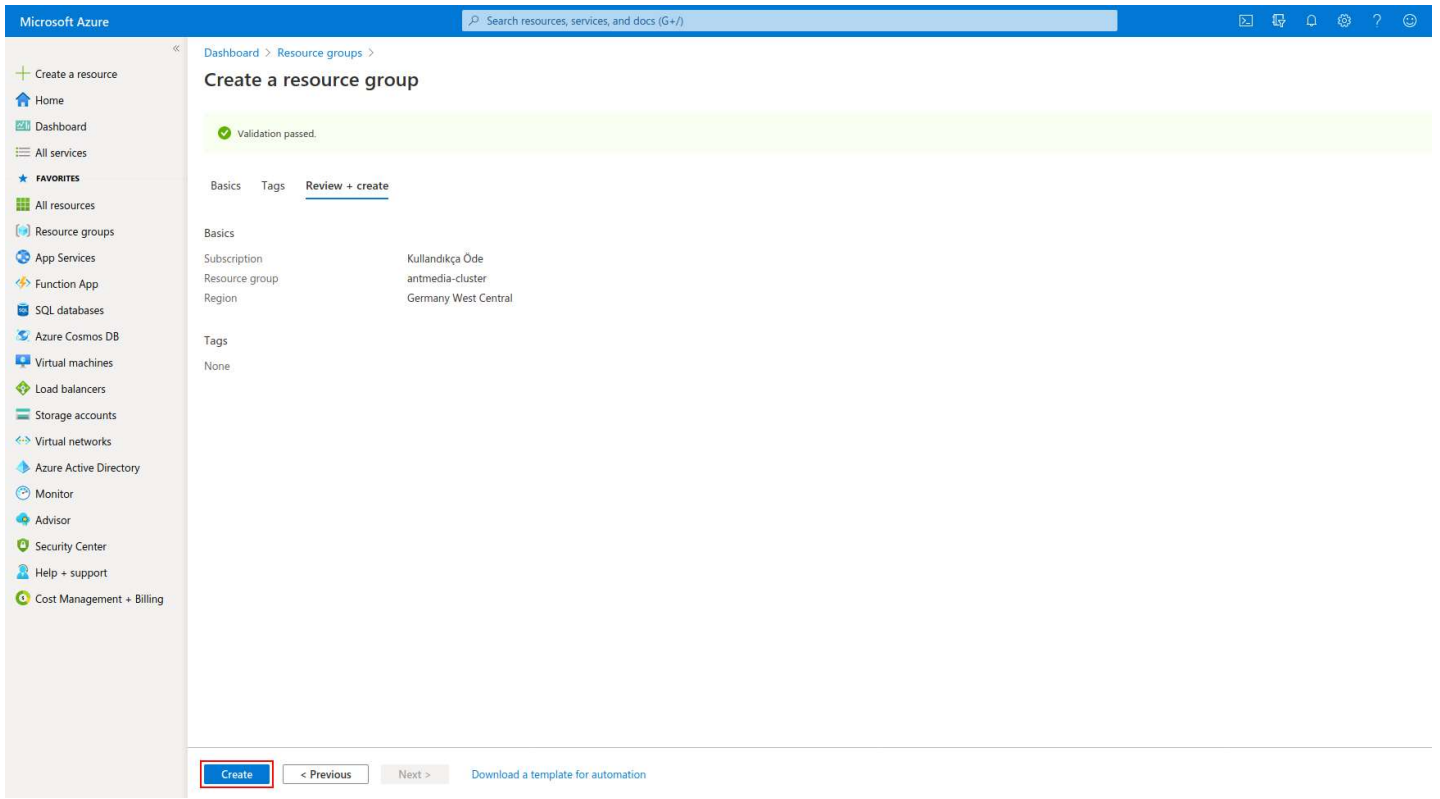 Microsoft Azure
Search resources, services, and docs (G+/)
?
«
Create a resource
Home
Dashboard
All services
FAVORITES
All resources
Resource groups
App Services
Function App
SQL databases
Azure Cosmos DB
Virtual machines
Load balancers
Storage accounts
Virtual networks
Azure Active Directory
Monitor
Advisor
Security Center
Help + support
Cost Management + Billing
Dashboard > Resource groups >
Create a resource group
Validation passed.
Basics Tags Review + create
Basics
Subscription Kullandıkça Öde
Resource group antmedia-cluster
Region Germany West Central
Tags
None
Create < Previous Next > Download a template for automation